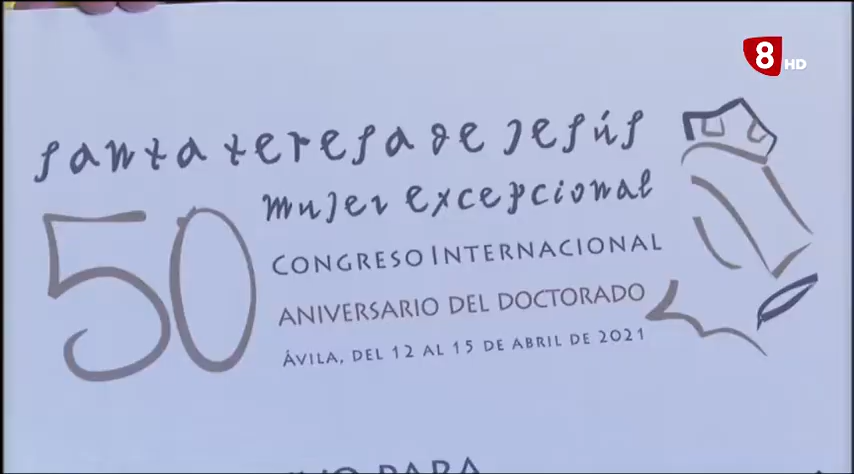 8 HD
Santa teresa de jesús
mujer excepcional
50
CONGRESO INTERNACIONAL
ANIVERSARIO DEL DOCTORADO
ÁVILA, DEL 12 AL 15 DE ABRIL DE 2021
PARA